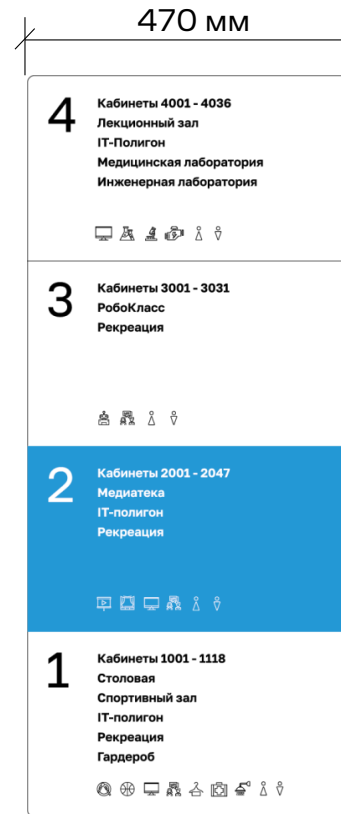 470 мм
4
Кабинеты 4001 - 4036
Лекционный зал
IT-Полигон
Медицинская лаборатория
Инженерная лаборатория
3
Кабинеты 3001 - 3031
РобоКласс
Рекреация
2
Кабинеты 2001 - 2047
Медиатека
IT-полигон
Рекреация
1
Кабинеты 1001 - 1118
Столовая
Спортивный зал
IT-полигон
Рекреация
Гардероб